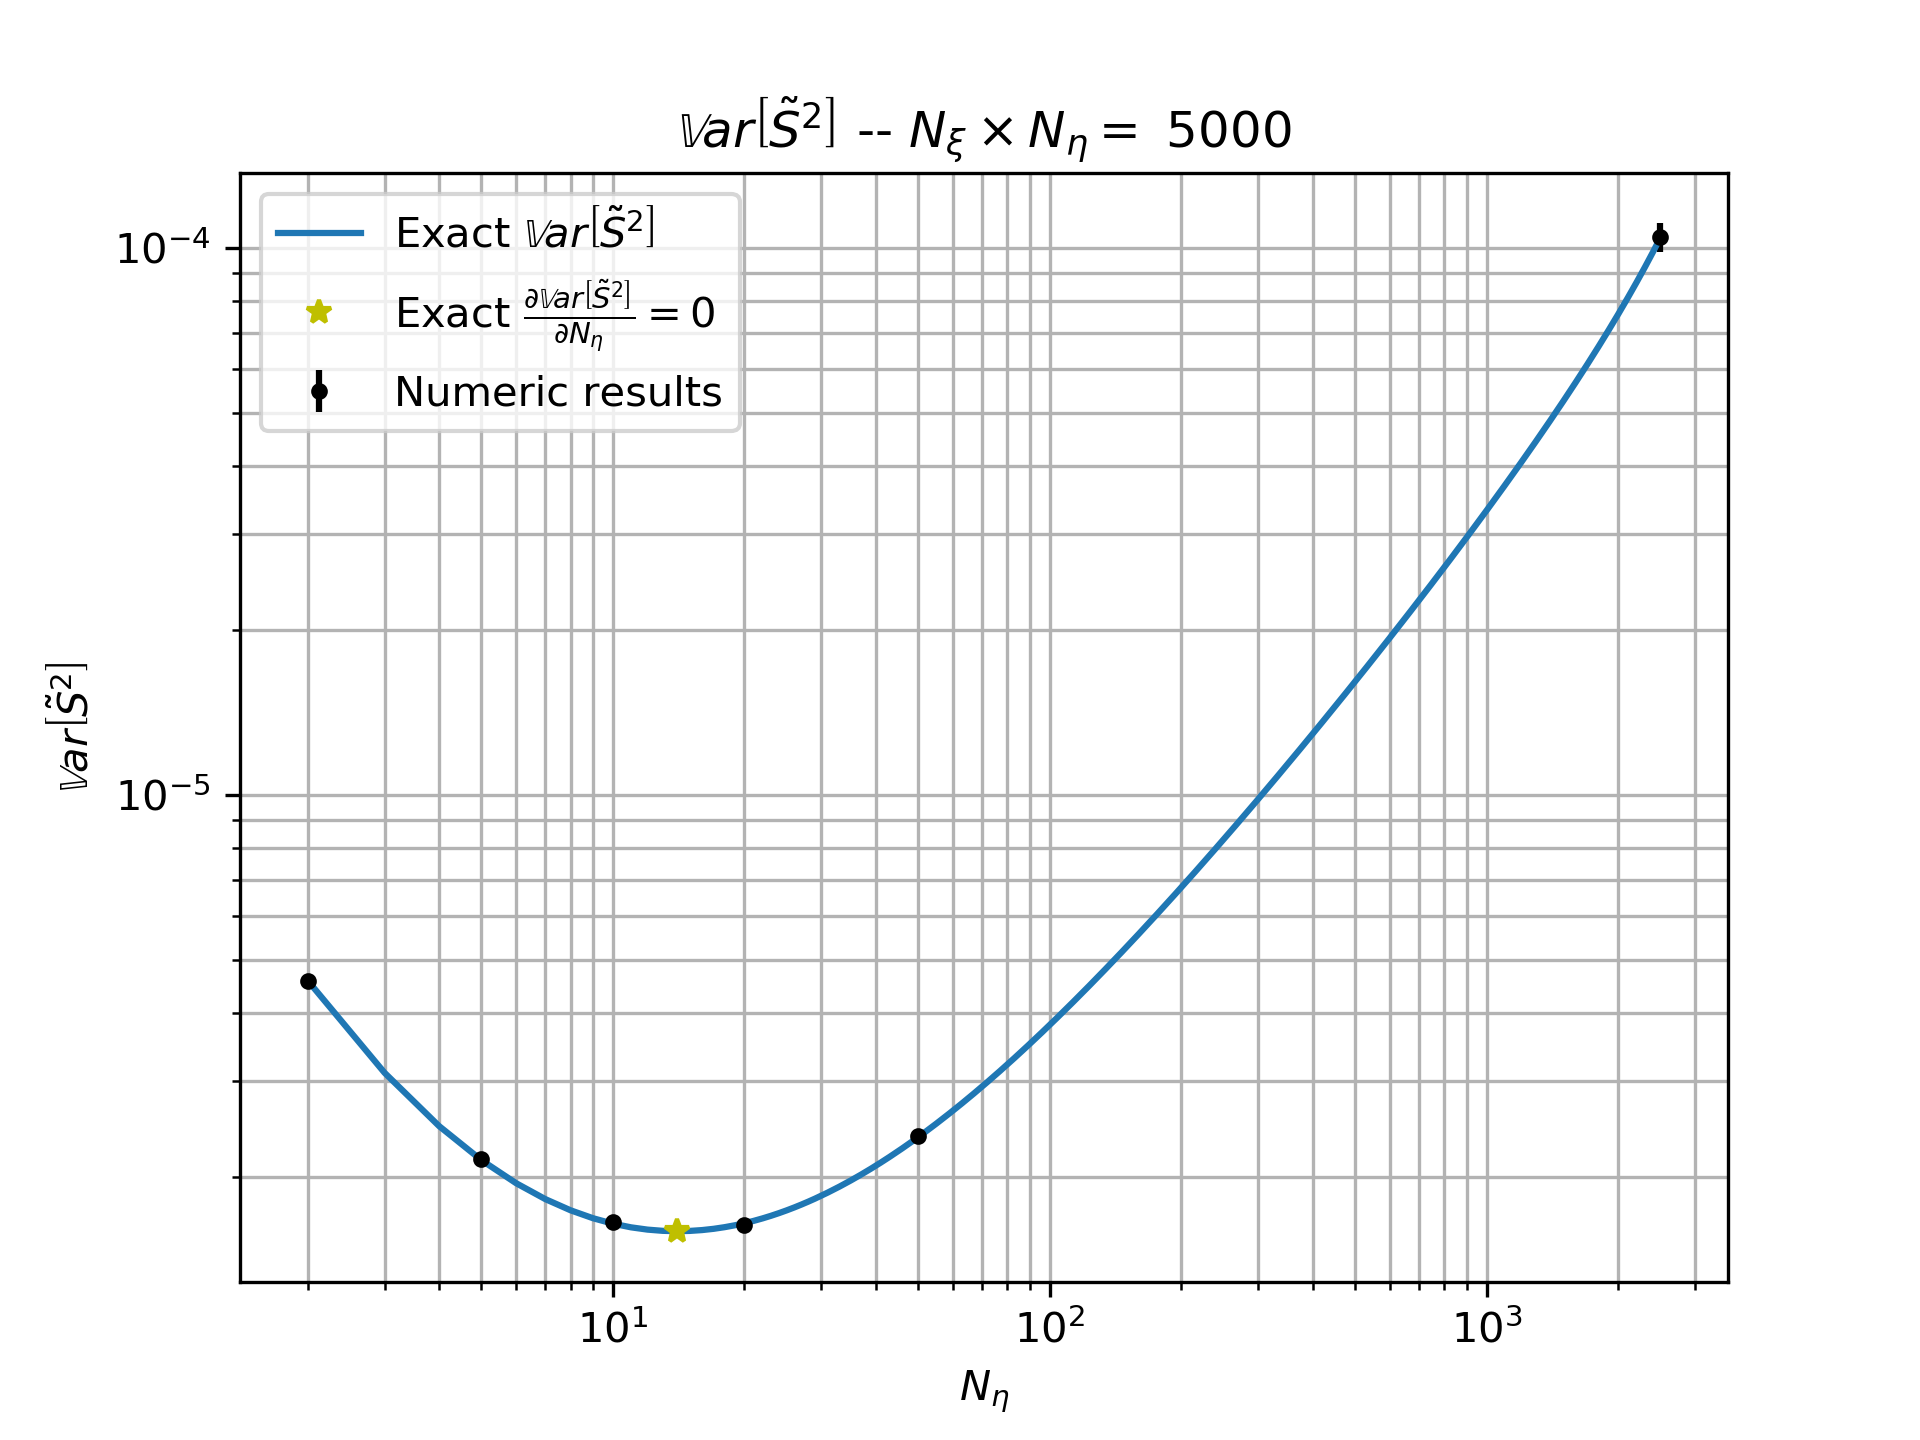 𝕍ar[S̃²] -- N_ξ × N_η = 5000
Exact 𝕍ar[S̃²]
Exact ∂𝕍ar[S̃²]/∂N_η = 0
Numeric results
10⁻⁴
10⁻⁵
𝕍ar[S̃²]
10¹ 10² 10³
N_η